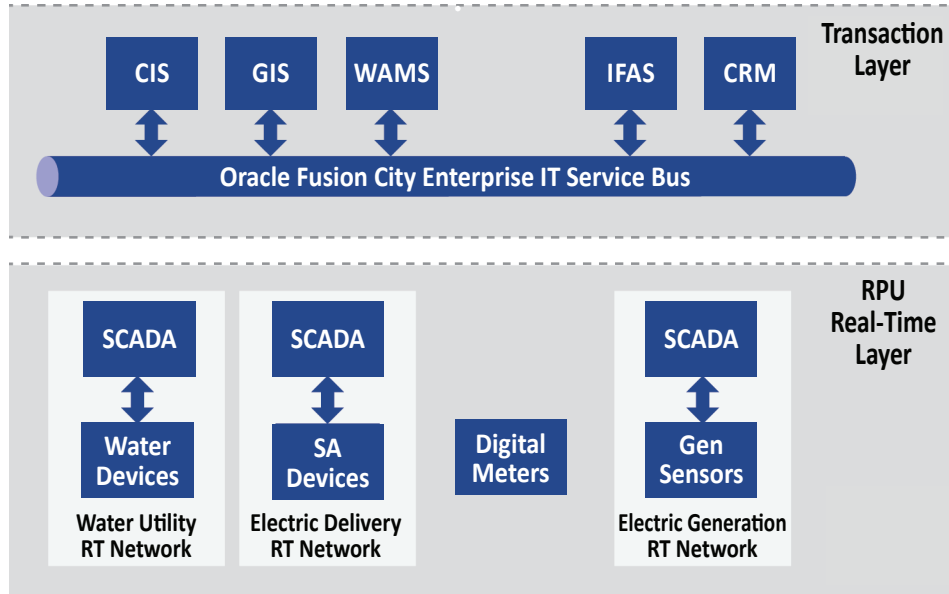 Transaction
Layer
CIS
GIS
WAMS
IFAS
CRM
Oracle Fusion City Enterprise IT Service Bus
RPU
Real-Time
Layer
SCADA
Water
Devices
Water Utility
RT Network
SCADA
SA
Devices
Electric Delivery
RT Network
Digital
Meters
SCADA
Gen
Sensors
Electric Generation
RT Network